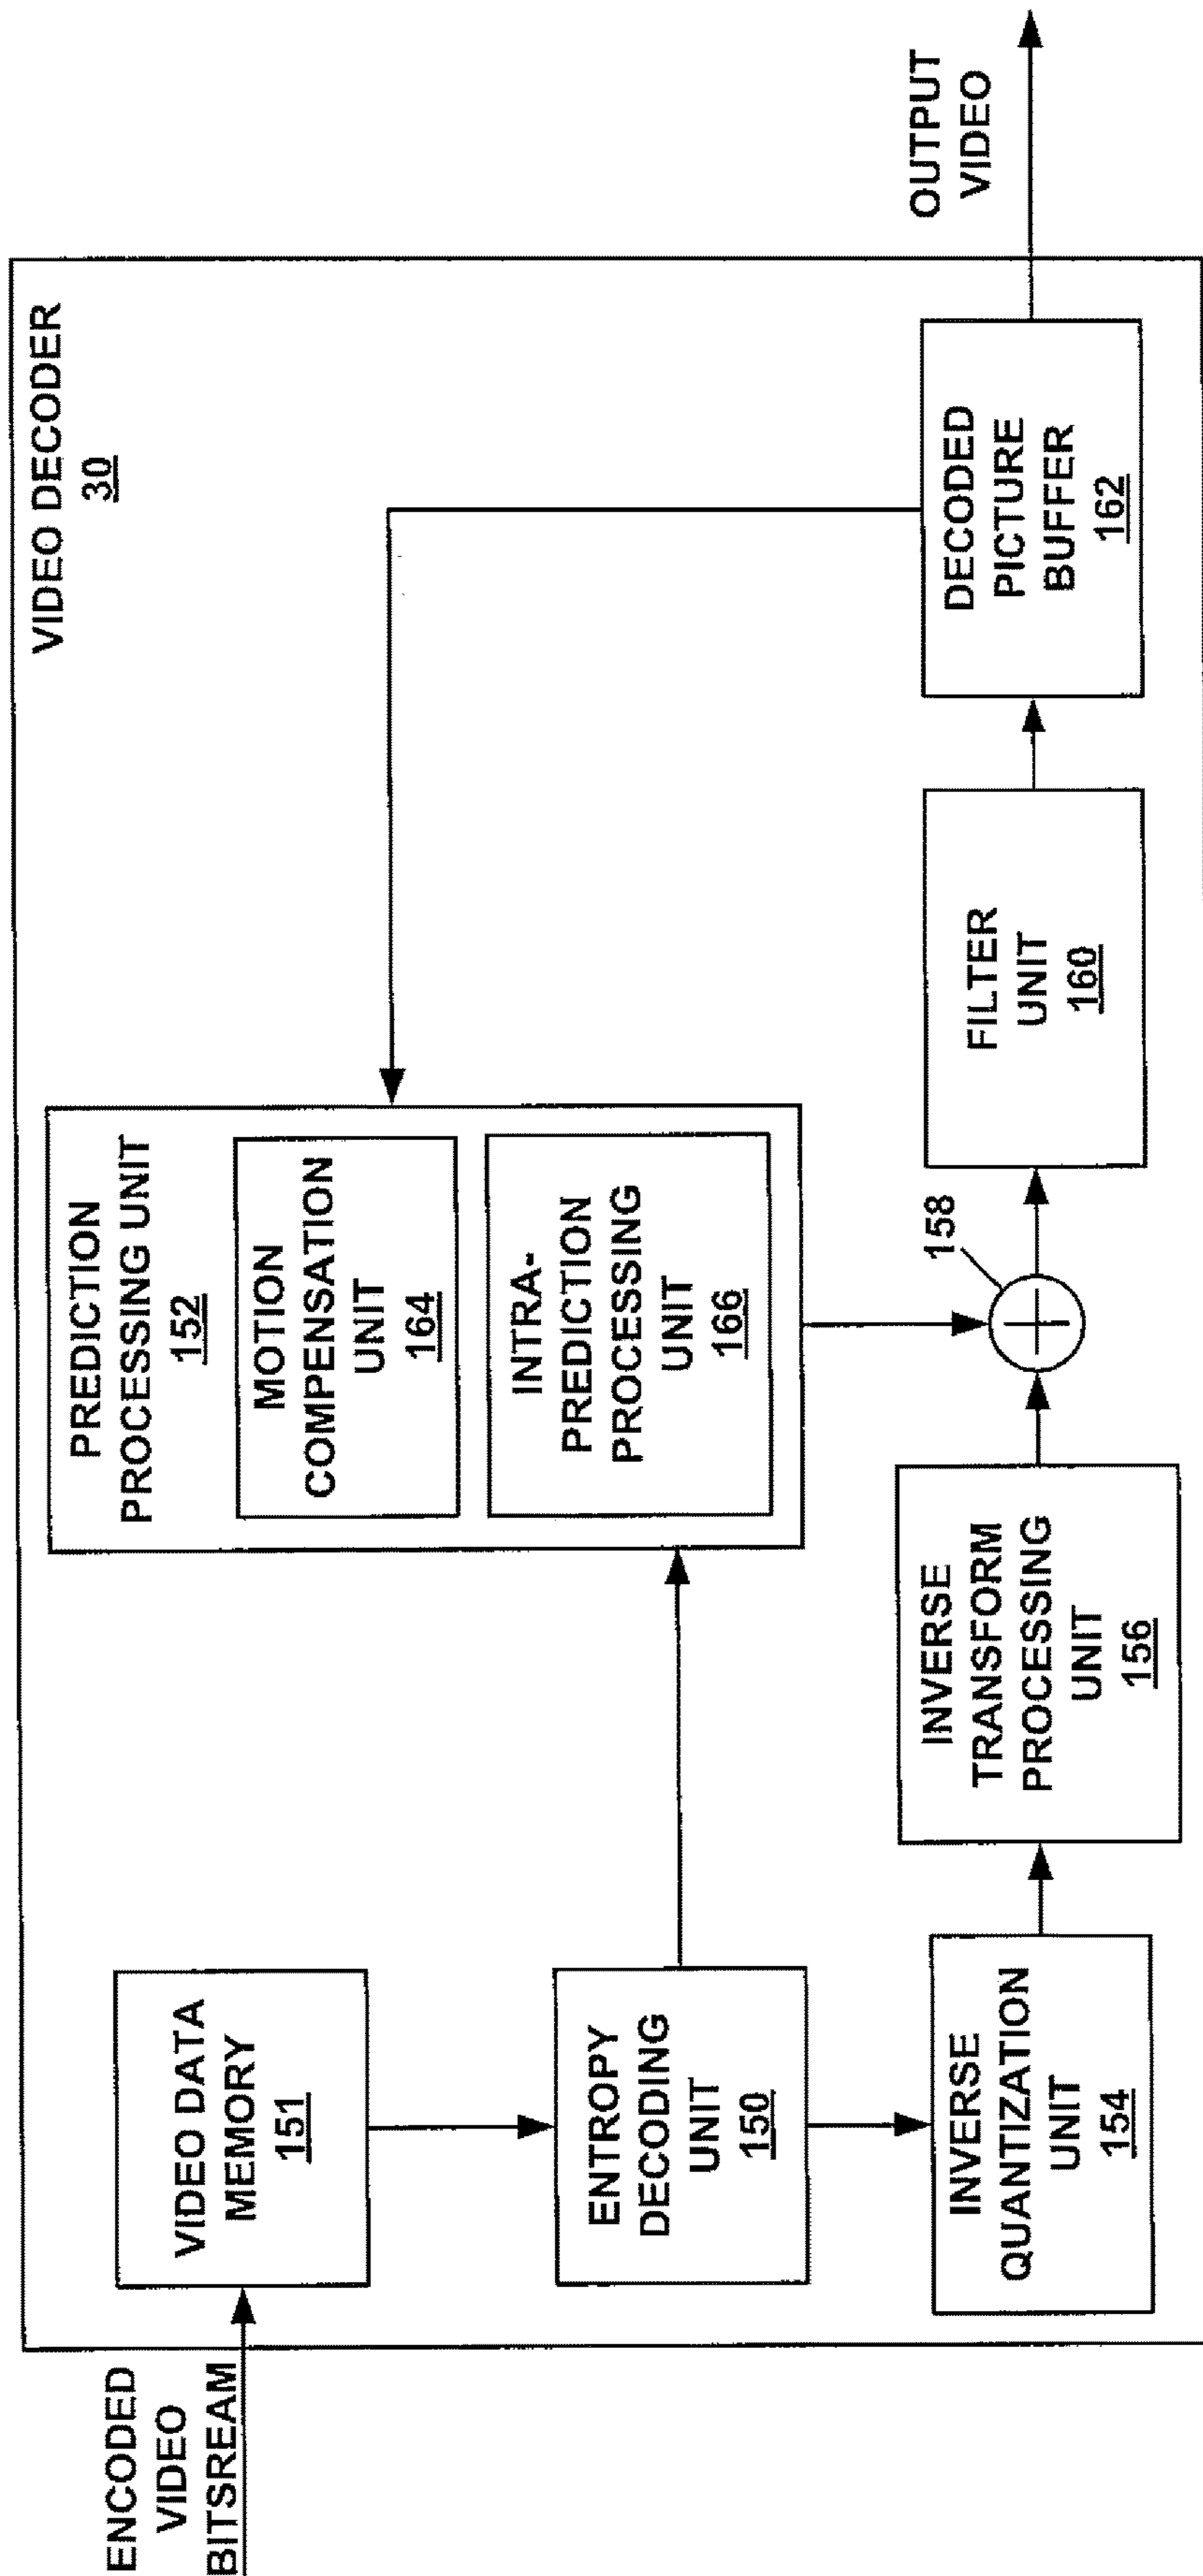 VIDEO DECODER
30
ENCODED
VIDEO
BITSREAM
VIDEO DATA
MEMORY
151
PREDICTION
PROCESSING UNIT
152
MOTION
COMPENSATION
UNIT
164
INTRA-
PREDICTION
PROCESSING
UNIT
166
ENTROPY
DECODING
UNIT
150
INVERSE
QUANTIZATION
UNIT
154
INVERSE
TRANSFORM
PROCESSING
UNIT
156
158
FILTER
UNIT
160
DECODED
PICTURE
BUFFER
162
OUTPUT
VIDEO